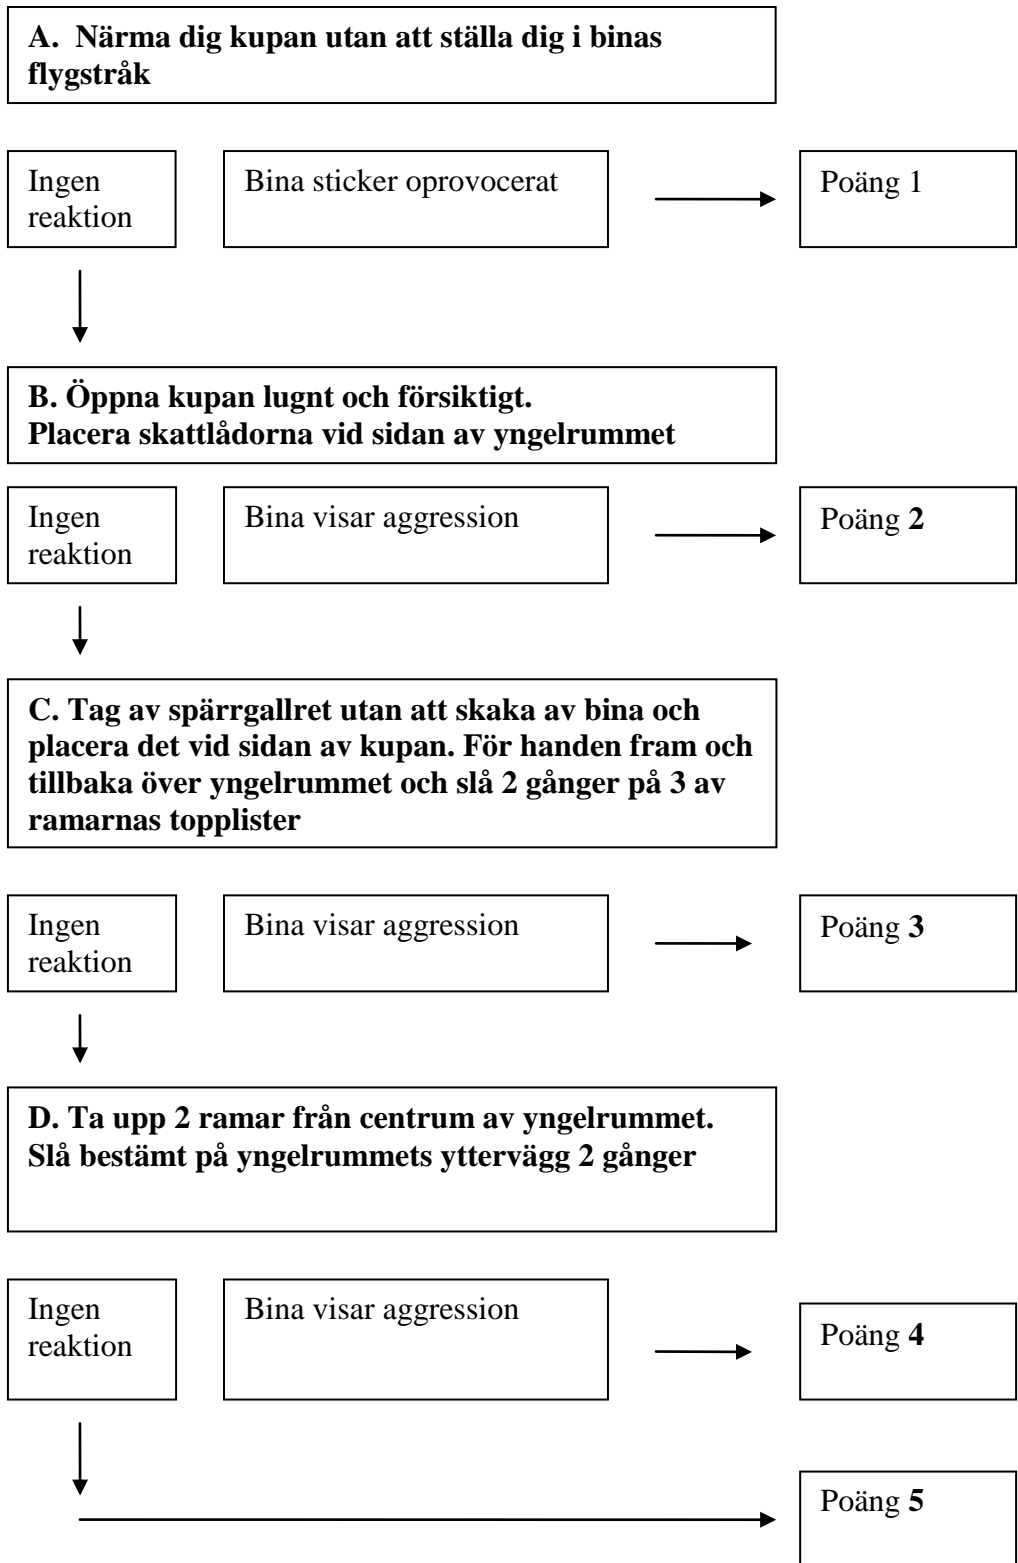 A. Närma dig kupan utan att ställa dig i binas
flygstråk
Ingen
reaktion
Bina sticker oprovocerat
Poäng 1
B. Öppna kupan lugnt och försiktigt.
Placera skattlådorna vid sidan av yngelrummet
Ingen
reaktion
Bina visar aggression
Poäng 2
C. Tag av spärrgallret utan att skaka av bina och
placera det vid sidan av kupan. För handen fram och
tillbaka över yngelrummet och slå 2 gånger på 3 av
ramarnas topplister
Ingen
reaktion
Bina visar aggression
Poäng 3
D. Ta upp 2 ramar från centrum av yngelrummet.
Slå bestämt på yngelrummets yttervägg 2 gånger
Ingen
reaktion
Bina visar aggression
Poäng 4
Poäng 5